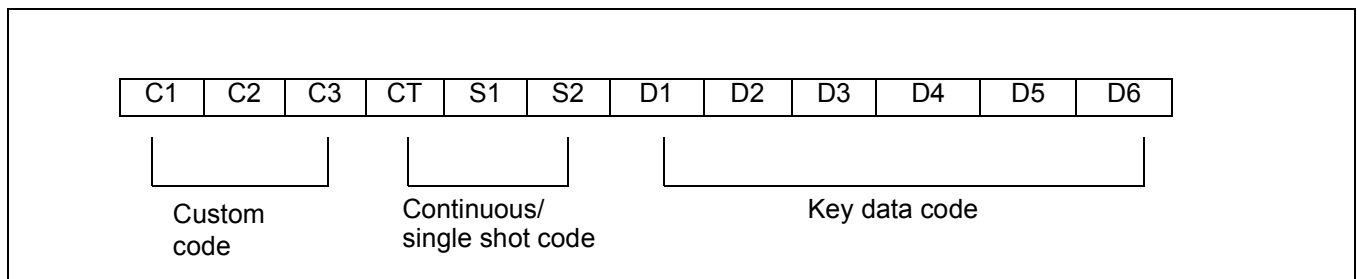 C1 C2 C3 CT S1 S2 D1 D2 D3 D4 D5 D6
Custom
code
Continuous/
single shot code
Key data code